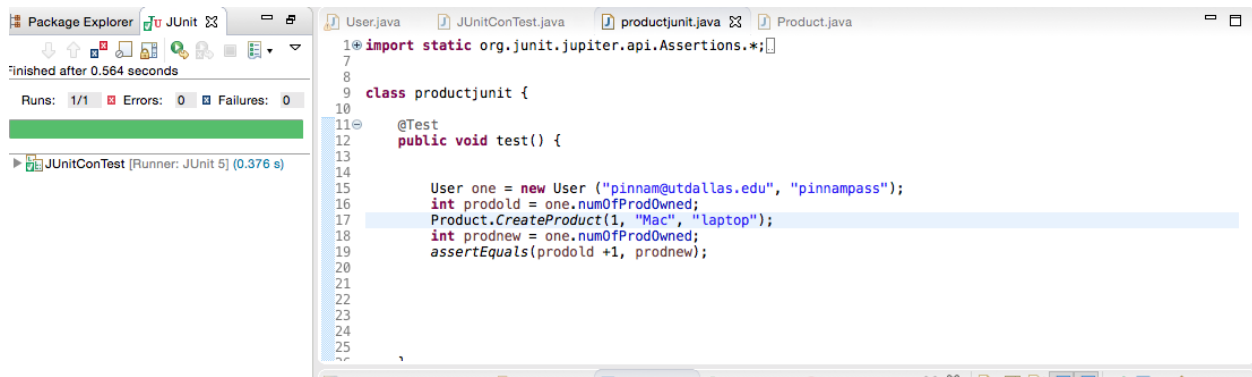 Package Explorer JUnit
Finished after 0.564 seconds
Runs: 1/1 Errors: 0 Failures: 0
JUnitConTest [Runner: JUnit 5] (0.376 s)
User.java JUnitConTest.java productjunit.java Product.java
1 import static org.junit.jupiter.api.Assertions.*;
7
8
9 class productjunit {
10
11 @Test
12 public void test() {
13
14
15 User one = new User ("pinnam@utdallas.edu", "pinnampass");
16 int prodold = one.numOfProdOwned;
17 Product.CreateProduct(1, "Mac", "laptop");
18 int prodnew = one.numOfProdOwned;
19 assertEquals(prodold +1, prodnew);
20
21
22
23
24
25